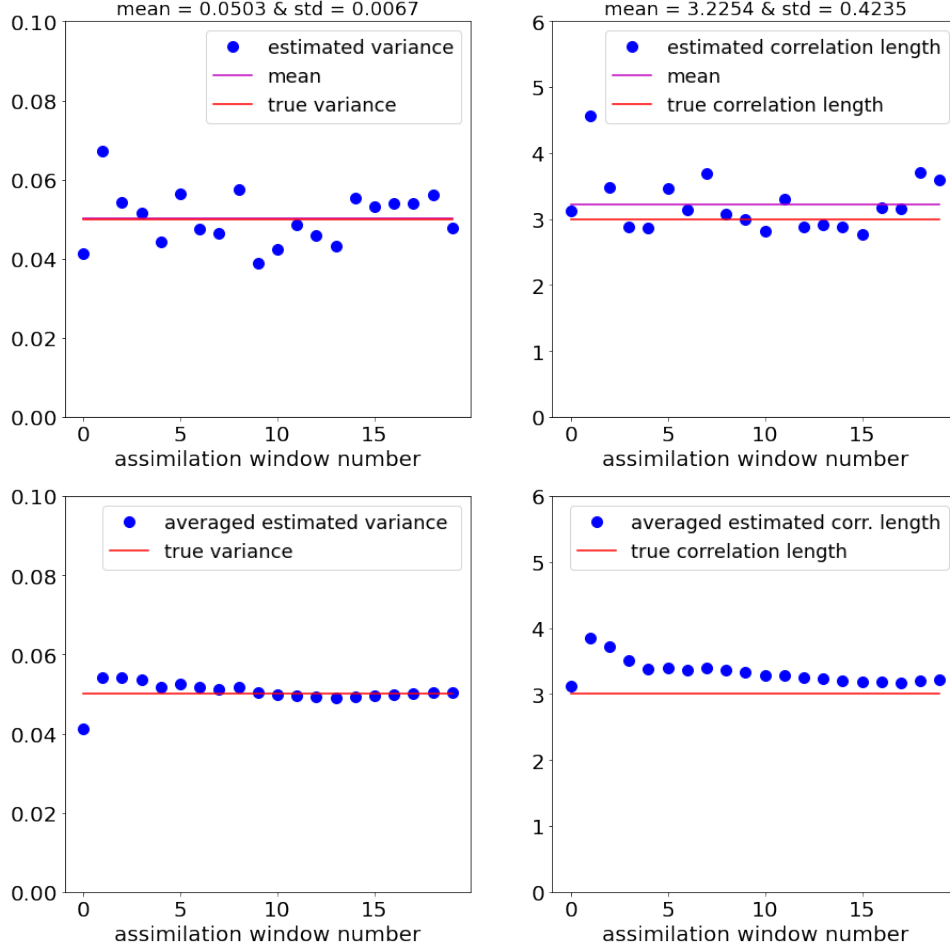 mean = 0.0503 & std = 0.0067
0.10
0.08
0.06
0.04
0.02
0.00
estimated variance
mean
true variance
0
5
10
15
assimilation window number
mean = 3.2254 & std = 0.4235
6
5
4
3
2
1
0
estimated correlation length
mean
true correlation length
0
5
10
15
assimilation window number
0.10
0.08
0.06
0.04
0.02
0.00
averaged estimated variance
true variance
0
5
10
15
assimilation window number
6
5
4
3
2
1
0
averaged estimated corr. length
true correlation length
0
5
10
15
assimilation window number